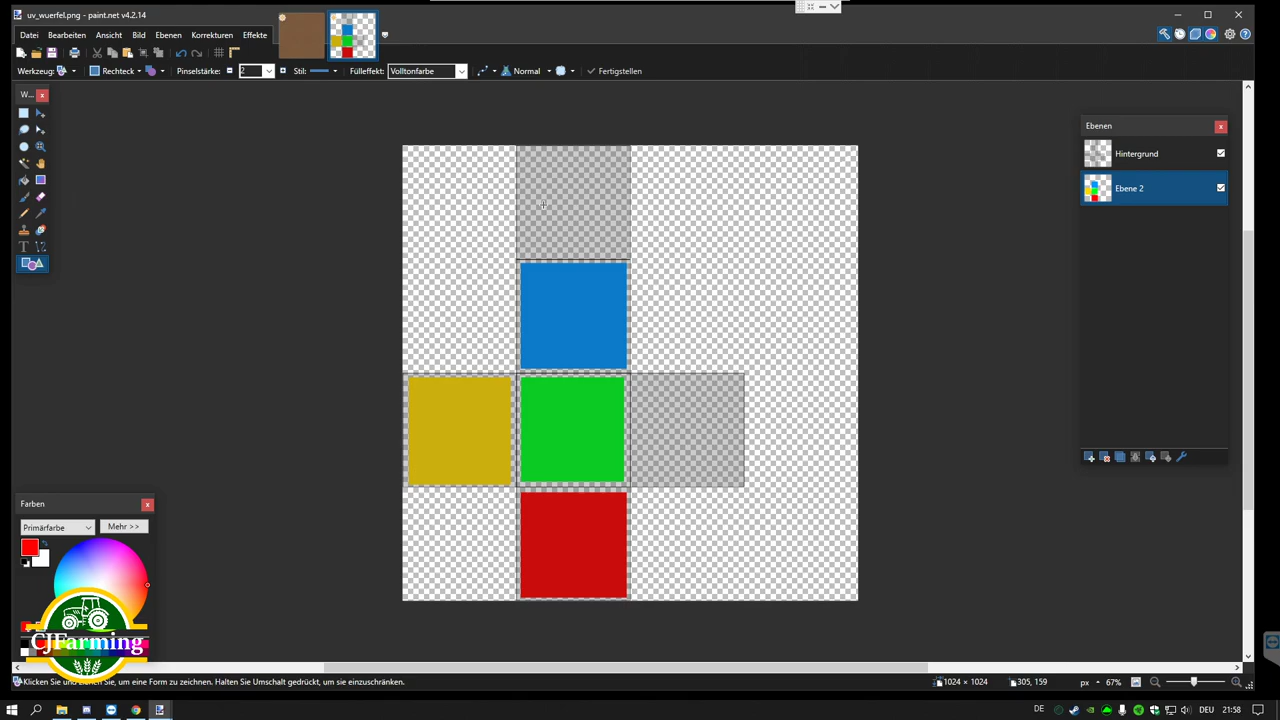 uv_wuerfel.png - paint.net v4.2.14
Datei Bearbeiten Ansicht Bild Ebenen Korrekturen Effekte
Werkzeug: Rechteck Pinselstärke: 2 Stil: Fülleffekt: Volltonfarbe Normal Fertigstellen
W...
Ebenen
Hintergrund
Ebene 2
Farben
Primärfarbe Mehr >>
CJFarming
Klicken Sie und ziehen Sie, um eine Form zu zeichnen. Halten Sie Umschalt gedrückt, um sie einzuschränken.
1024 × 1024 305, 159 px 67%
DE DEU 21:58